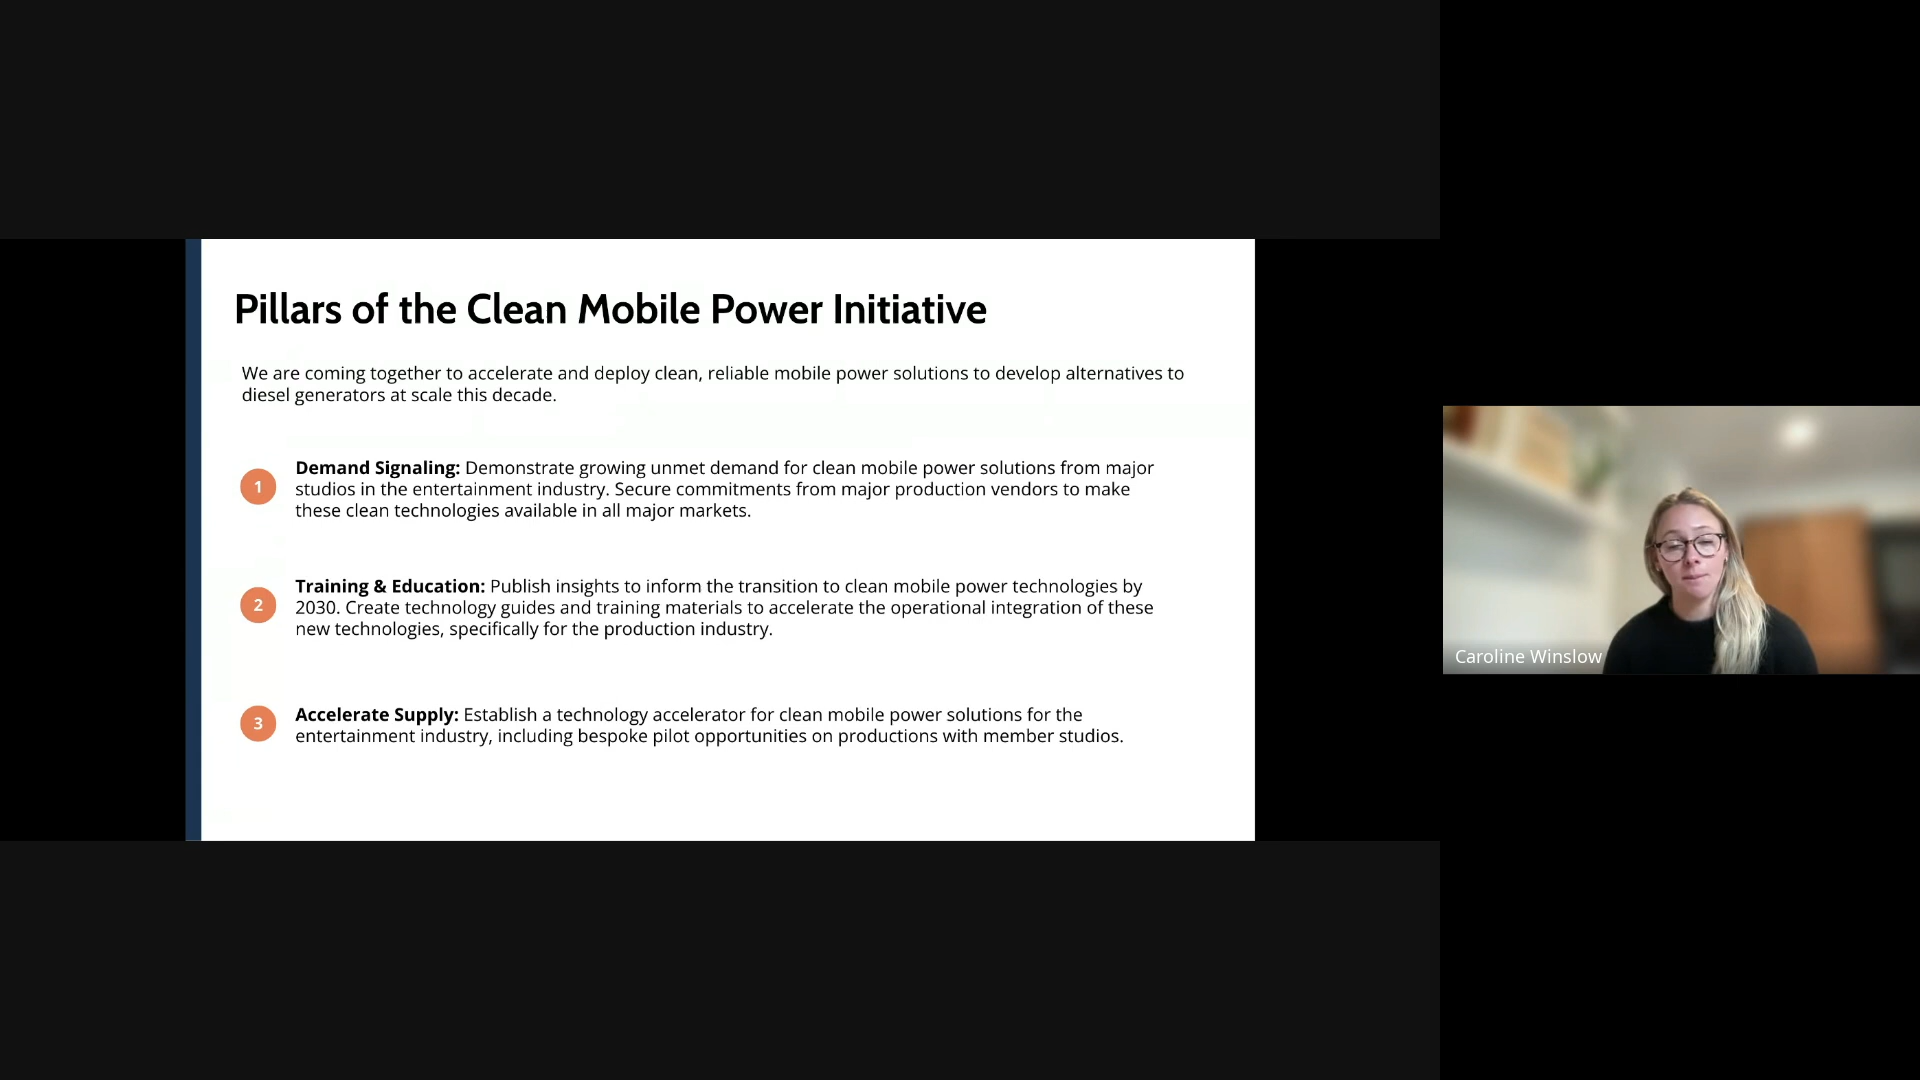 Pillars of the Clean Mobile Power Initiative
We are coming together to accelerate and deploy clean, reliable mobile power solutions to develop alternatives to
diesel generators at scale this decade.
1
Demand Signaling: Demonstrate growing unmet demand for clean mobile power solutions from major
studios in the entertainment industry. Secure commitments from major production vendors to make
these clean technologies available in all major markets.
2
Training & Education: Publish insights to inform the transition to clean mobile power technologies by
2030. Create technology guides and training materials to accelerate the operational integration of these
new technologies, specifically for the production industry.
3
Accelerate Supply: Establish a technology accelerator for clean mobile power solutions for the
entertainment industry, including bespoke pilot opportunities on productions with member studios.
Caroline Winslow